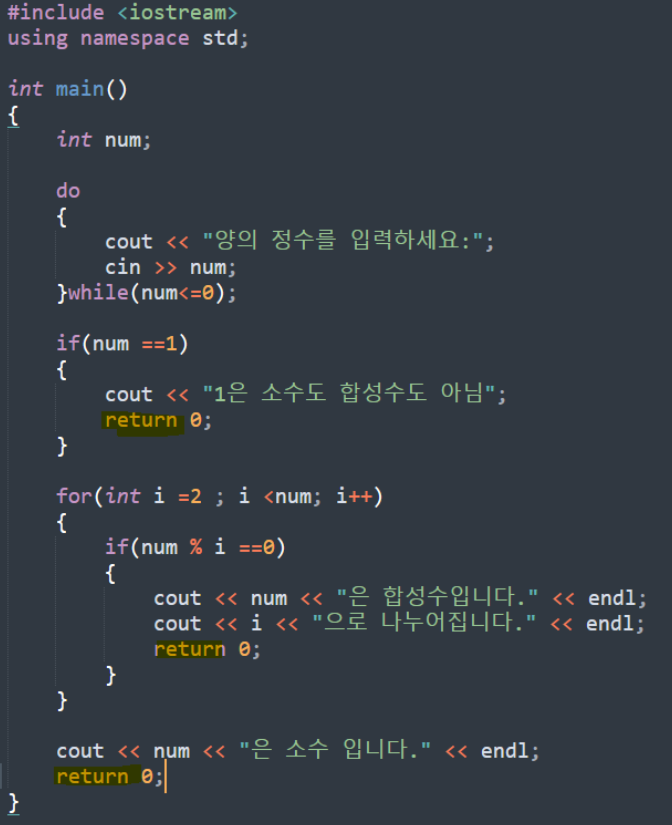 #include <iostream>
using namespace std;
int main()
{
int num;
do
{
cout << "양의 정수를 입력하세요:";
cin >> num;
}while(num<=0);
if(num ==1)
{
cout << "1은 소수도 합성수도 아님";
return 0;
}
for(int i =2 ; i <num; i++)
{
if(num % i ==0)
{
cout << num << "은 합성수입니다." << endl;
cout << i << "으로 나누어집니다." << endl;
return 0;
}
}
cout << num << "은 소수 입니다." << endl;
return 0;
}